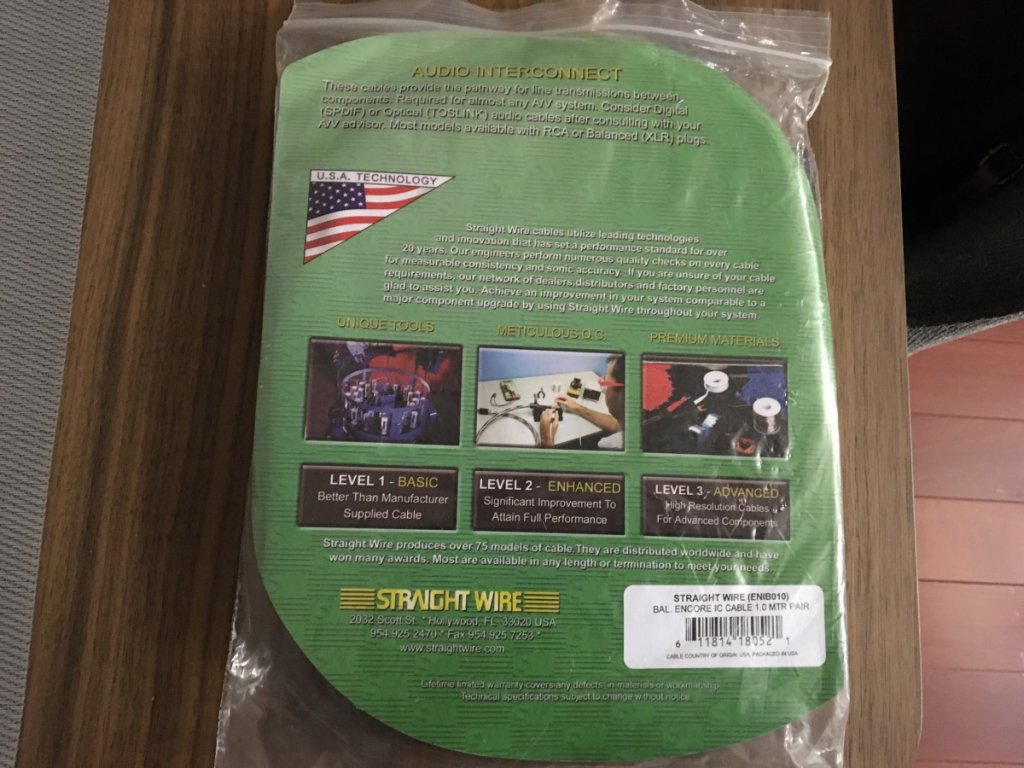 AUDIO INTERCONNECT
These cables provide the pathway for line transmissions between
components. Required for almost any A/V system. Consider Digital
(SPDIF) or Optical (TOSLINK) audio cables after consulting with your
A/V advisor. Most models available with RCA or Balanced (XLR) plugs.
U.S.A. TECHNOLOGY
Straight Wire cables utilize leading technologies
and innovation that has set a performance standard for over
20 years. Our engineers perform numerous quality checks on every cable
for measurable consistency and sonic accuracy. If you are unsure of your cable
requirements, our network of dealers, distributors and factory personnel are
glad to assist you. Achieve an improvement in your system comparable to a
major component upgrade by using Straight Wire throughout your system.
UNIQUE TOOLS
METICULOUS Q.C.
PREMIUM MATERIALS
LEVEL 1 - BASIC
Better Than Manufacturer
Supplied Cable
LEVEL 2 - ENHANCED
Significant Improvement To
Attain Full Performance
LEVEL 3 - ADVANCED
High Resolution Cables
For Advanced Components
Straight Wire produces over 75 models of cable. They are distributed worldwide and have
won many awards. Most are available in any length or termination to meet your needs.
STRAIGHT WIRE
2032 Scott St. * Hollywood, FL 33020 USA
954.925.2470 * Fax 954.925.7253 *
www.straightwire.com
STRAIGHT WIRE (ENIB010)
BAL. ENCORE IC CABLE 1.0 MTR PAIR
6 11814 18052 1
CABLE COUNTRY OF ORIGIN: USA, PACKAGED IN USA
Lifetime limited warranty covers any defects in materials or workmanship.
Technical specifications subject to change without notice.